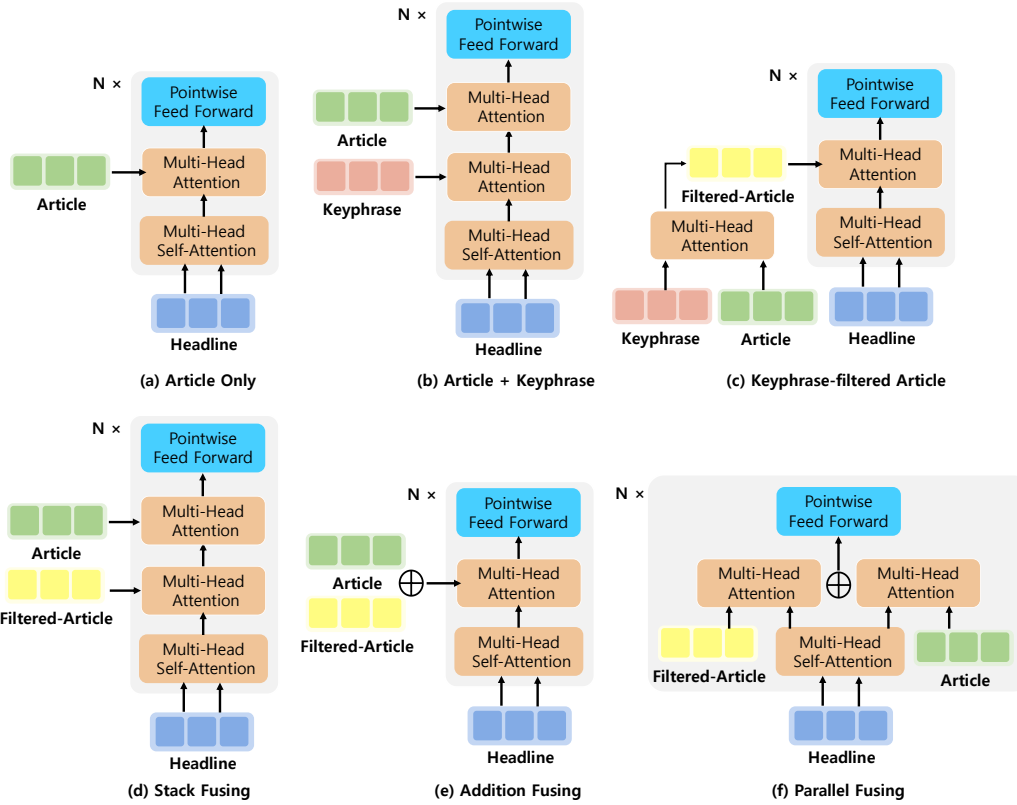 N ×
Pointwise
Feed Forward
Multi-Head
Attention
Article
Multi-Head
Self-Attention
Headline
(a) Article Only
N ×
Pointwise Feed Forward
Multi-Head
Attention
Article
Multi-Head
Attention
Keyphrase
Multi-Head
Self-Attention
Headline
(b) Article + Keyphrase
N ×
Pointwise
Feed Forward
Multi-Head
Attention
Filtered-Article
Multi-Head
Attention
Multi-Head
Self-Attention
Keyphrase
Article
Headline
(c) Keyphrase-filtered Article
N ×
Pointwise
Feed Forward
Multi-Head
Attention
Article
Multi-Head
Attention
Filtered-Article
Multi-Head
Self-Attention
Headline
(d) Stack Fusing
N ×
Pointwise
Feed Forward
Article
Multi-Head
Attention
Filtered-Article
Multi-Head
Self-Attention
Headline
(e) Addition Fusing
N ×
Pointwise
Feed Forward
Multi-Head
Attention
Multi-Head
Attention
Filtered-Article
Multi-Head
Self-Attention
Article
Headline
(f) Parallel Fusing